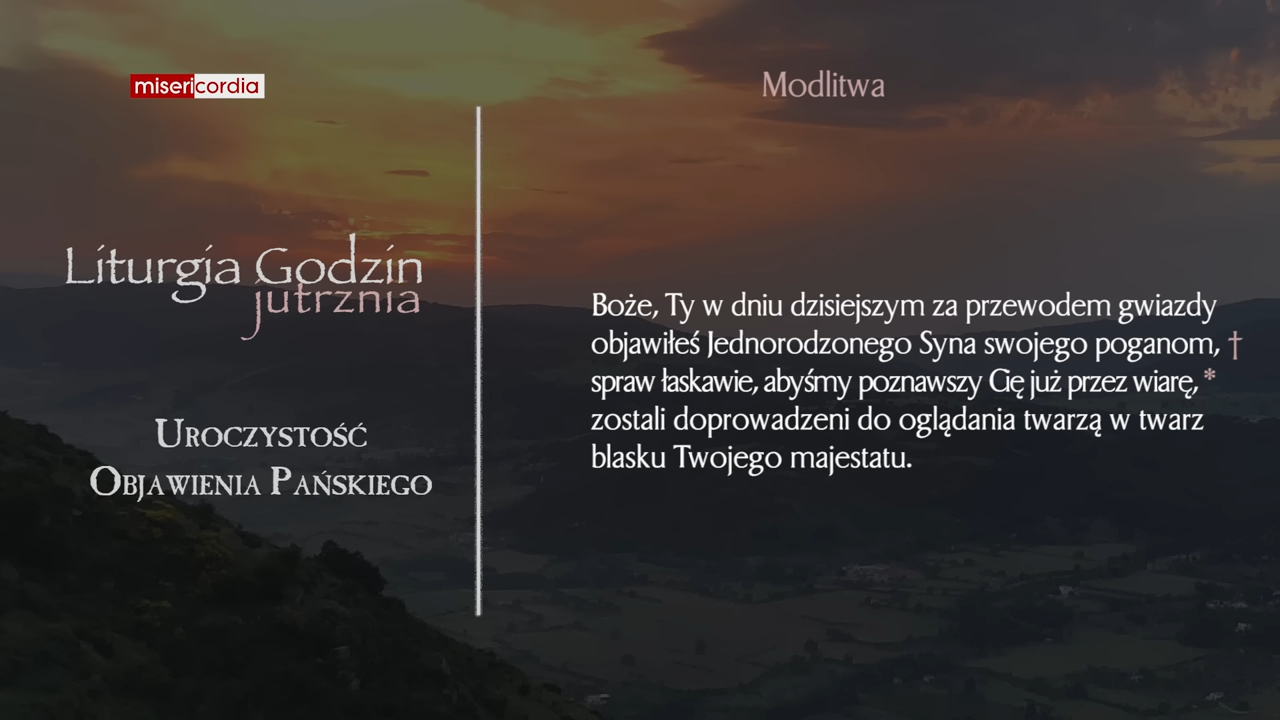 misericordia
Modlitwa
Liturgia Godzin
jutrznia
Uroczystość
Objawienia Pańskiego
Boże, Ty w dniu dzisiejszym za przewodem gwiazdy
objawiłeś Jednorodzonego Syna swojego poganom, †
spraw łaskawie, abyśmy poznawszy Cię już przez wiarę, *
zostali doprowadzeni do oglądania twarzą w twarz
blasku Twojego majestatu.